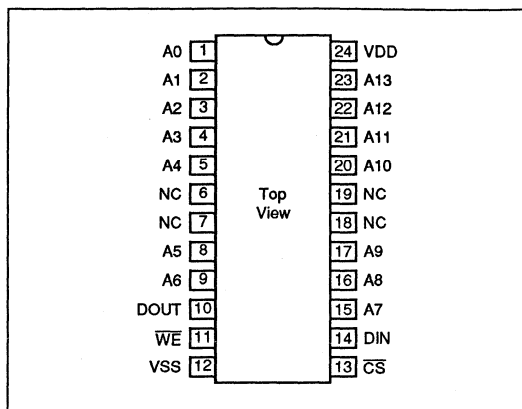 A0 1 24 VDD
A1 2 23 A13
A2 3 22 A12
A3 4 21 A11
A4 5 20 A10
NC 6 19 NC
Top
View
NC 7 18 NC
A5 8 17 A9
A6 9 16 A8
DOUT 10 15 A7
W̅E̅ 11 14 DIN
VSS 12 13 C̅S̅